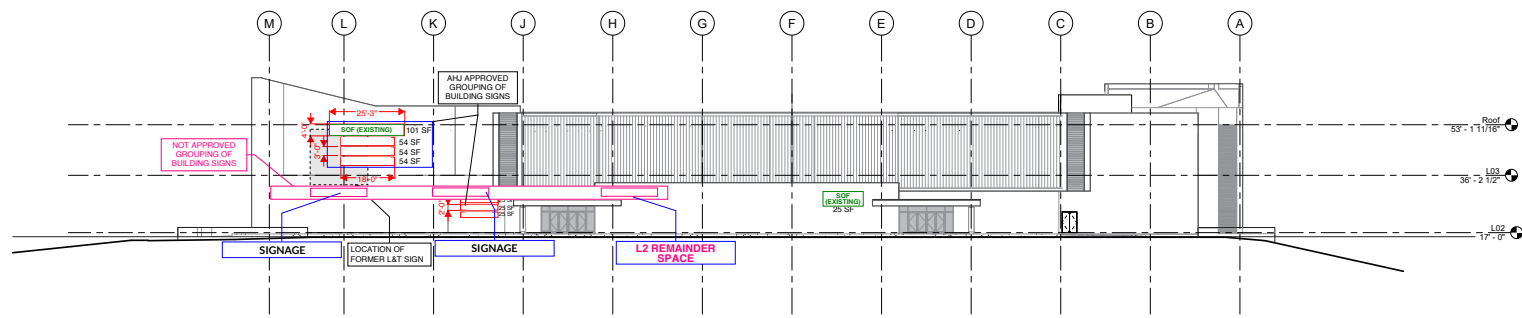 M L K J H G F E D C B A
AHJ APPROVED
GROUPING OF
BUILDING SIGNS
25'-3"
4'-0"
SOF (EXISTING)
101 SF
54 SF
54 SF
54 SF
3'-0"
18'-0"
NOT APPROVED
GROUPING OF
BUILDING SIGNS
Roof
53' - 1 11/16"
L03
36' - 2 1/2"
SOF
(EXISTING)
25 SF
2'-0"
25 SF
25 SF
25 SF
L02
17' - 0"
SIGNAGE
LOCATION OF
FORMER L&T SIGN
SIGNAGE
L2 REMAINDER
SPACE